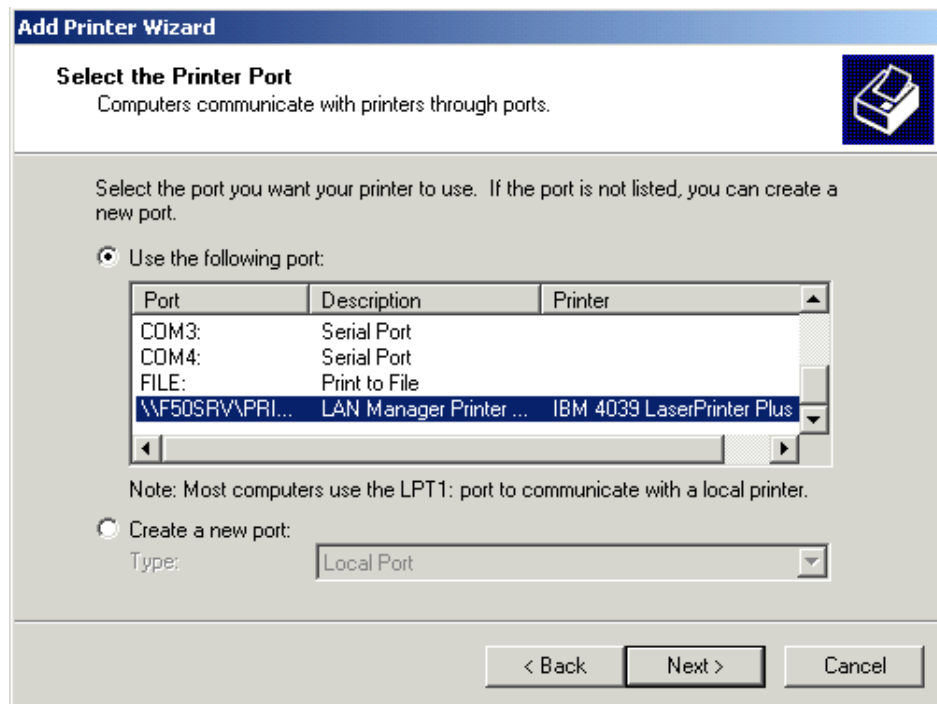 Add Printer Wizard
Select the Printer Port
Computers communicate with printers through ports.
Select the port you want your printer to use.  If the port is not listed, you can create a
new port.
Use the following port:
Port Description Printer
COM3: Serial Port
COM4: Serial Port
FILE: Print to File
\\F50SRV\PRI... LAN Manager Printer ... IBM 4039 LaserPrinter Plus
Note: Most computers use the LPT1: port to communicate with a local printer.
Create a new port:
Type: Local Port
< Back Next > Cancel